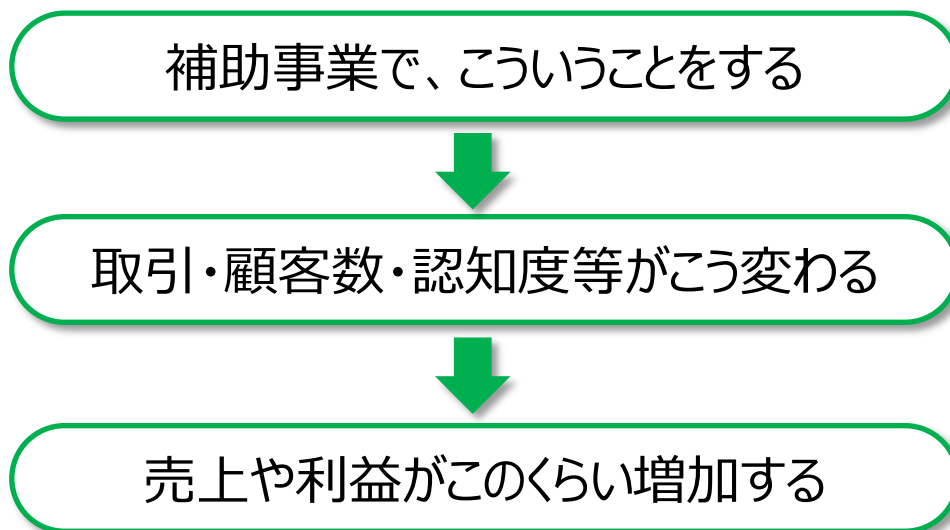 補助事業で、こういうことをする
取引・顧客数・認知度等がこう変わる
売上や利益がこのくらい増加する